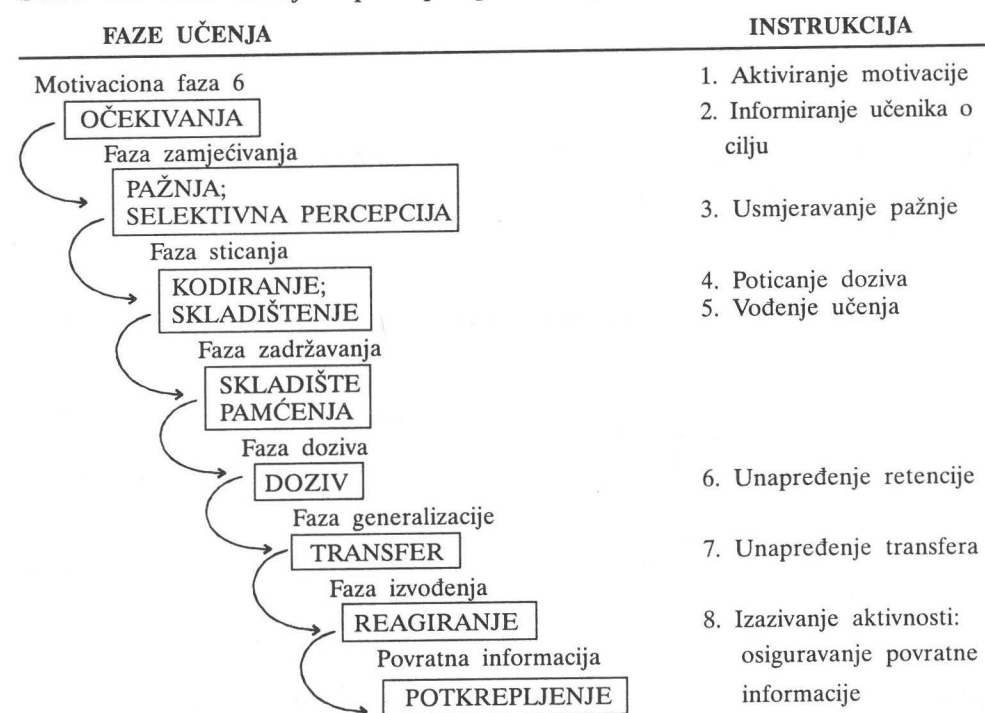 FAZE UČENJA
INSTRUKCIJA
Motivaciona faza 6
OČEKIVANJA
1. Aktiviranje motivacije
2. Informiranje učenika o
cilju
Faza zamjećivanja
PAŽNJA;
SELEKTIVNA PERCEPCIJA
3. Usmjeravanje pažnje
Faza sticanja
KODIRANJE;
SKLADIŠTENJE
4. Poticanje doziva
5. Vođenje učenja
Faza zadržavanja
SKLADIŠTE
PAMĆENJA
Faza doziva
DOZIV
6. Unapređenje retencije
Faza generalizacije
TRANSFER
7. Unapređenje transfera
Faza izvođenja
REAGIRANJE
8. Izazivanje aktivnosti:
osiguravanje povratne
informacije
Povratna informacija
POTKREPLJENJE